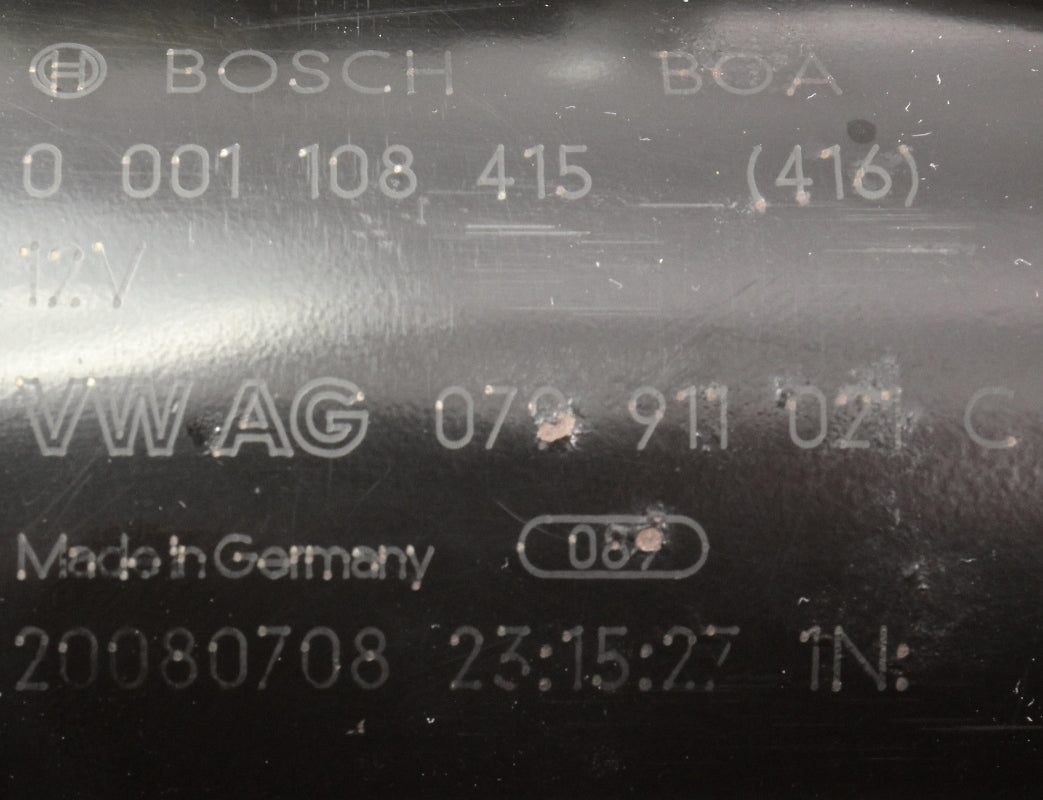 BOSCH BOA
0 001 108 415 (416)
12V
VW AG 079 911 021 C
Made in Germany
20080708 23:15:27 1N: